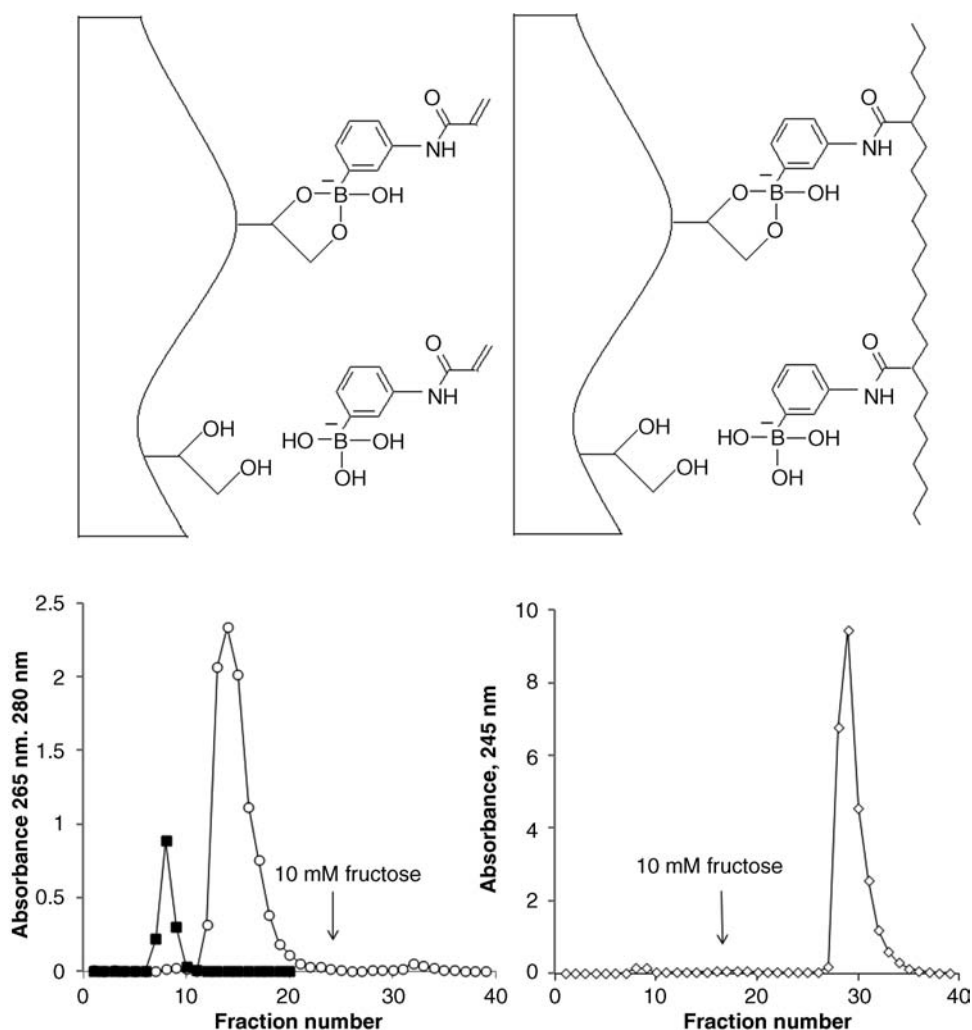 O
NH
O
B
OH
O
O
NH
OH
OH
HO
B
OH
OH
O
NH
O
B
OH
O
O
NH
OH
OH
HO
B
OH
OH
Absorbance 265 nm. 280 nm
2.5
2
1.5
1
0.5
0
10 mM fructose
0 10 20 30 40
Fraction number
Absorbance, 245 nm
10
8
6
4
2
0
10 mM fructose
0 10 20 30 40
Fraction number